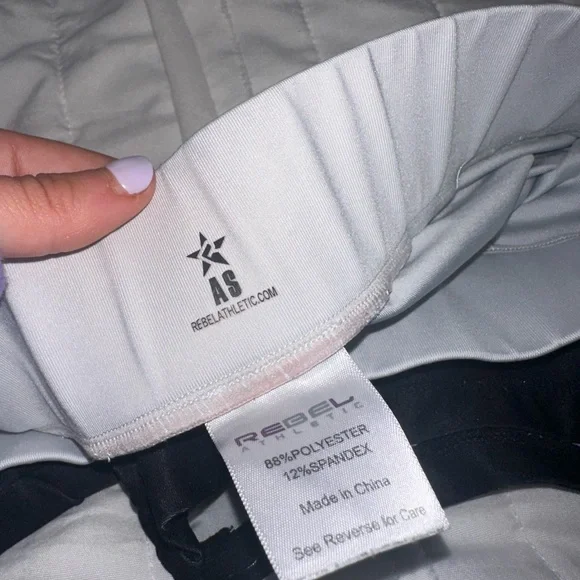 AS
REBELATHLETIC.COM
REBEL
ATHLETIC
88%POLYESTER
12%SPANDEX
Made in China
See Reverse for Care